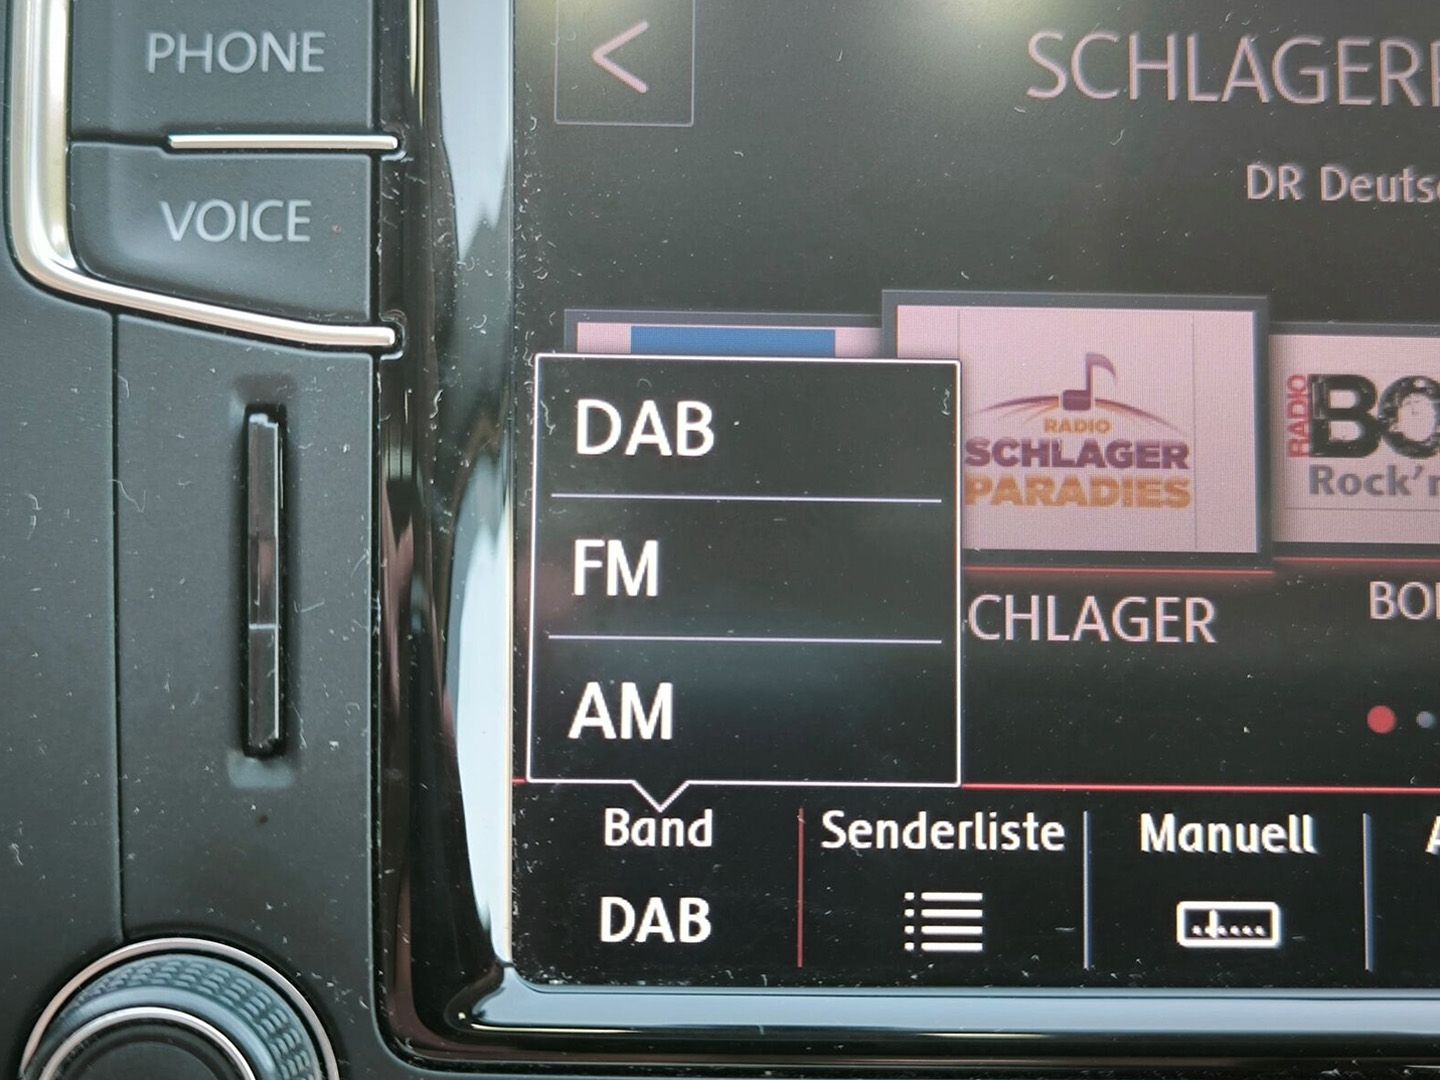 PHONE
VOICE
<
SCHLAGER
DR
RADIO
SCHLAGER
PARADIES
RADIO
Rock'n
DAB
FM
AM
CHLAGER
Band
DAB
Senderliste
Manuell